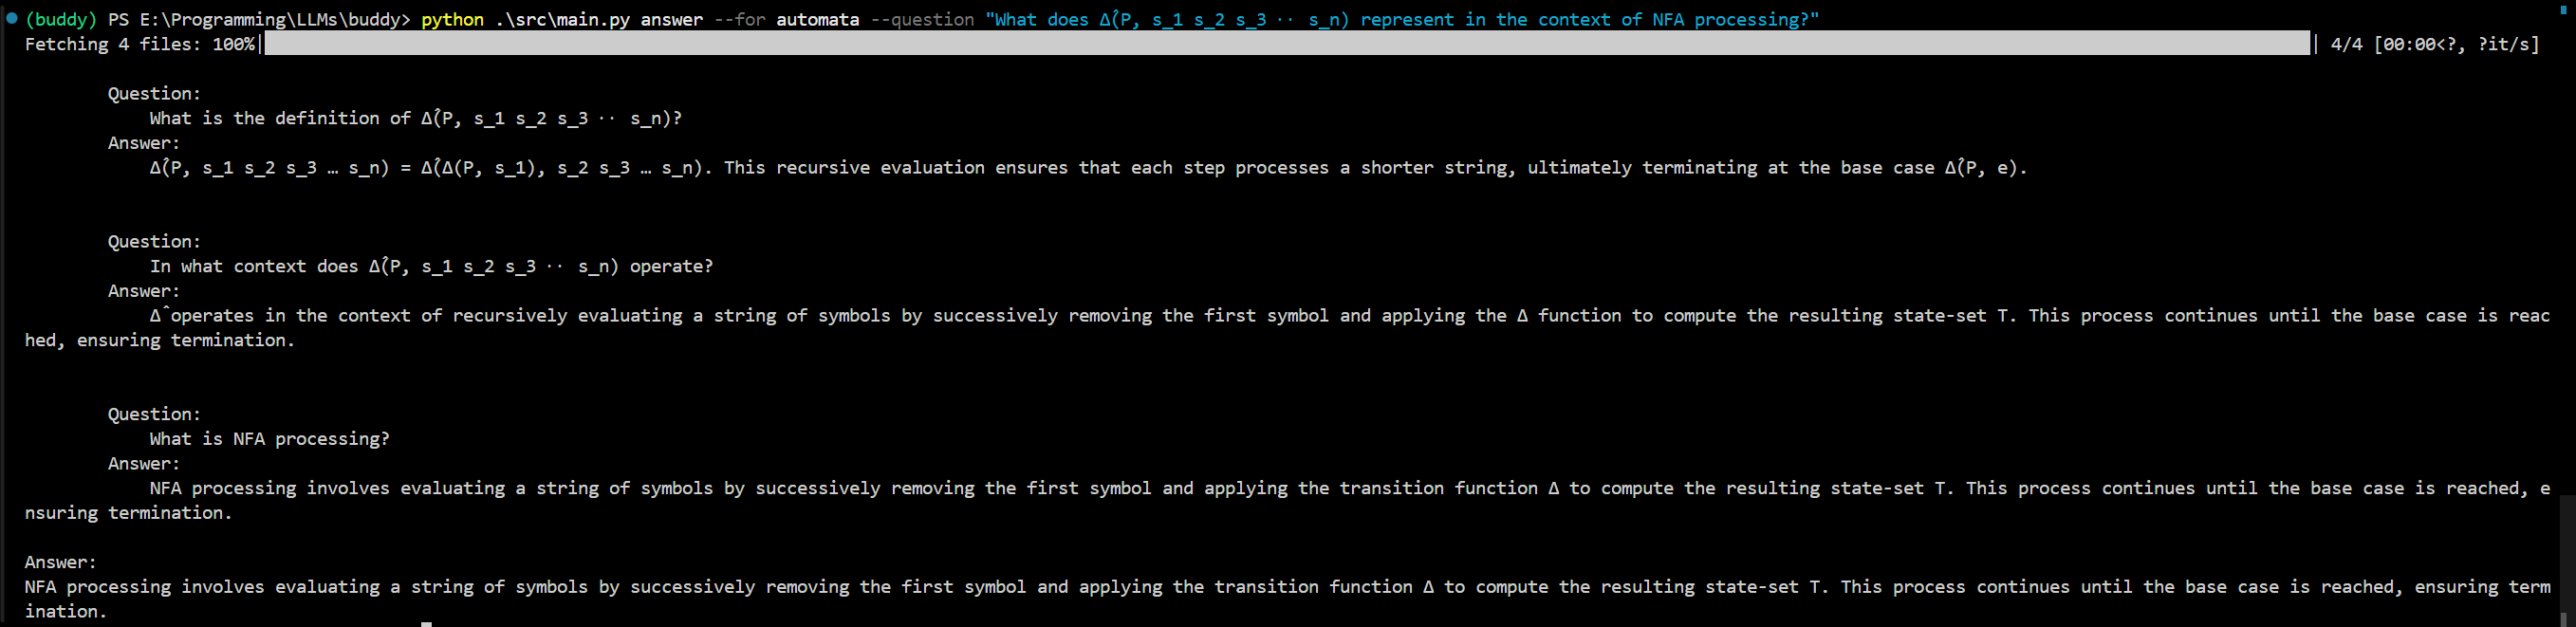 (buddy) PS E:\Programming\LLMs\buddy> python .\src\main.py answer --for automata --question "What does Δ̂(P, s_1 s_2 s_3 ·· s_n) represent in the context of NFA processing?"
Fetching 4 files: 100%| | 4/4 [00:00<?, ?it/s]
Question:
What is the definition of Δ̂(P, s_1 s_2 s_3 ·· s_n)?
Answer:
Δ̂(P, s_1 s_2 s_3 … s_n) = Δ̂(Δ(P, s_1), s_2 s_3 … s_n). This recursive evaluation ensures that each step processes a shorter string, ultimately terminating at the base case Δ̂(P, e).
Question:
In what context does Δ̂(P, s_1 s_2 s_3 ·· s_n) operate?
Answer:
Δ̂ operates in the context of recursively evaluating a string of symbols by successively removing the first symbol and applying the Δ function to compute the resulting state-set T. This process continues until the base case is reac
hed, ensuring termination.
Question:
What is NFA processing?
Answer:
NFA processing involves evaluating a string of symbols by successively removing the first symbol and applying the transition function Δ to compute the resulting state-set T. This process continues until the base case is reached, e
nsuring termination.
Answer:
NFA processing involves evaluating a string of symbols by successively removing the first symbol and applying the transition function Δ to compute the resulting state-set T. This process continues until the base case is reached, ensuring term
ination.